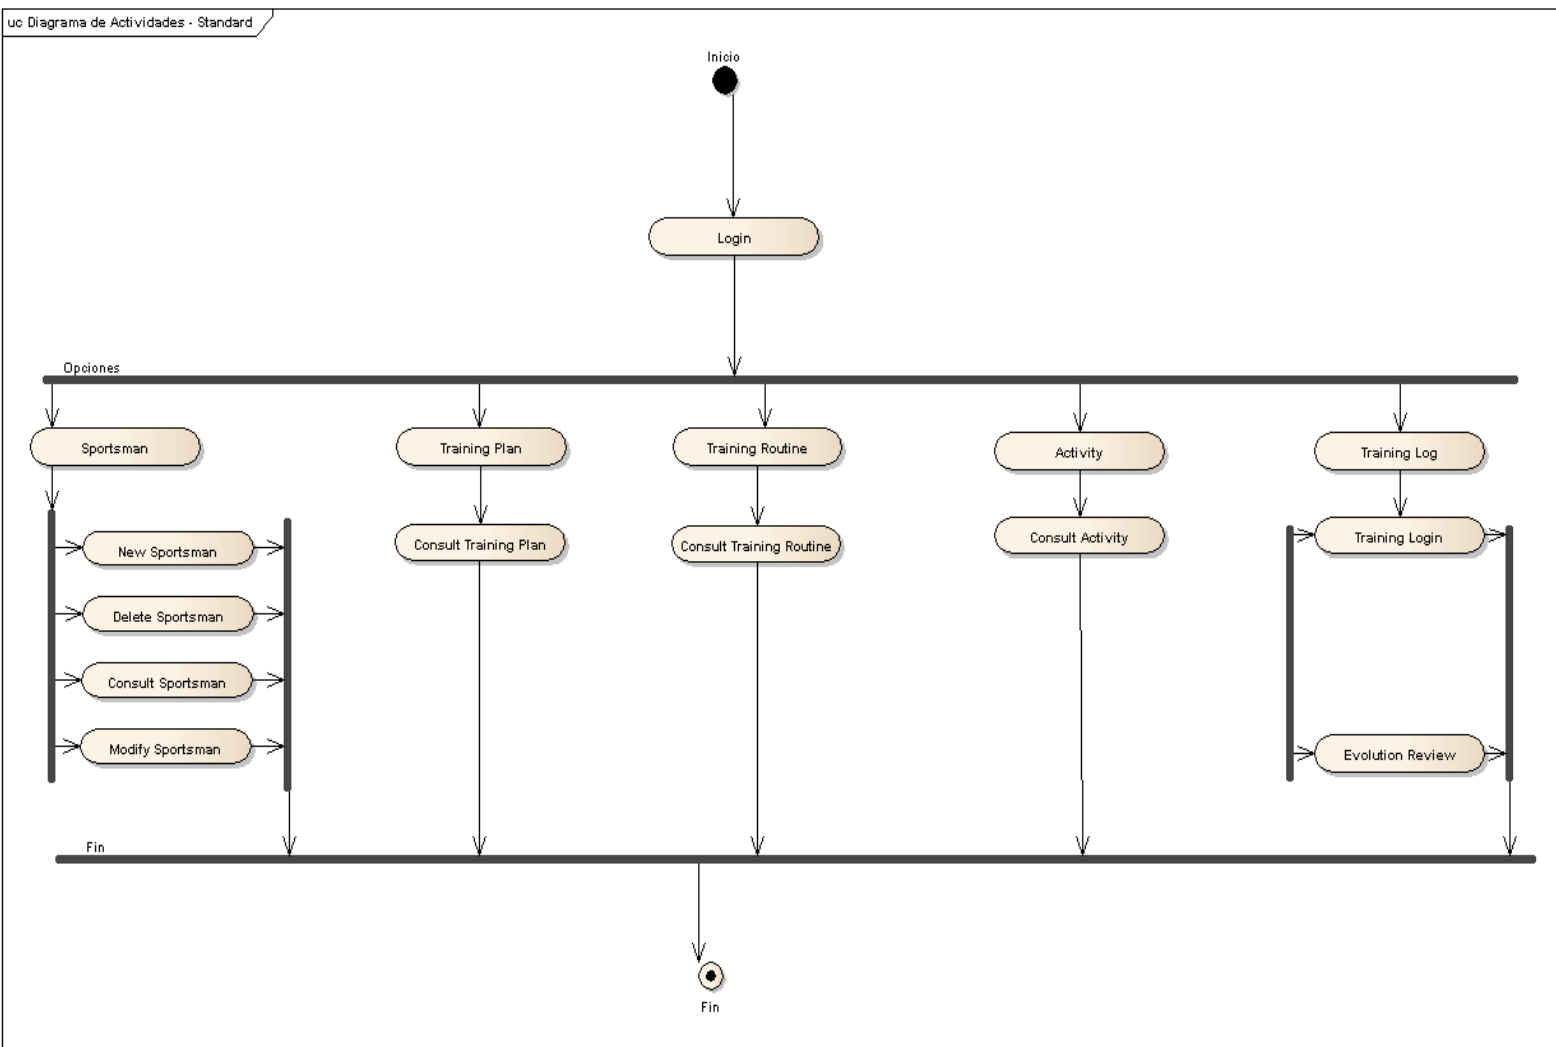 uc Diagrama de Actividades - Standard
Inicio
Login
Opciones
Sportsman
Training Plan
Training Routine
Activity
Training Log
New Sportsman
Consult Training Plan
Consult Training Routine
Consult Activity
Training Login
Delete Sportsman
Consult Sportsman
Modify Sportsman
Evolution Review
Fin
Fin